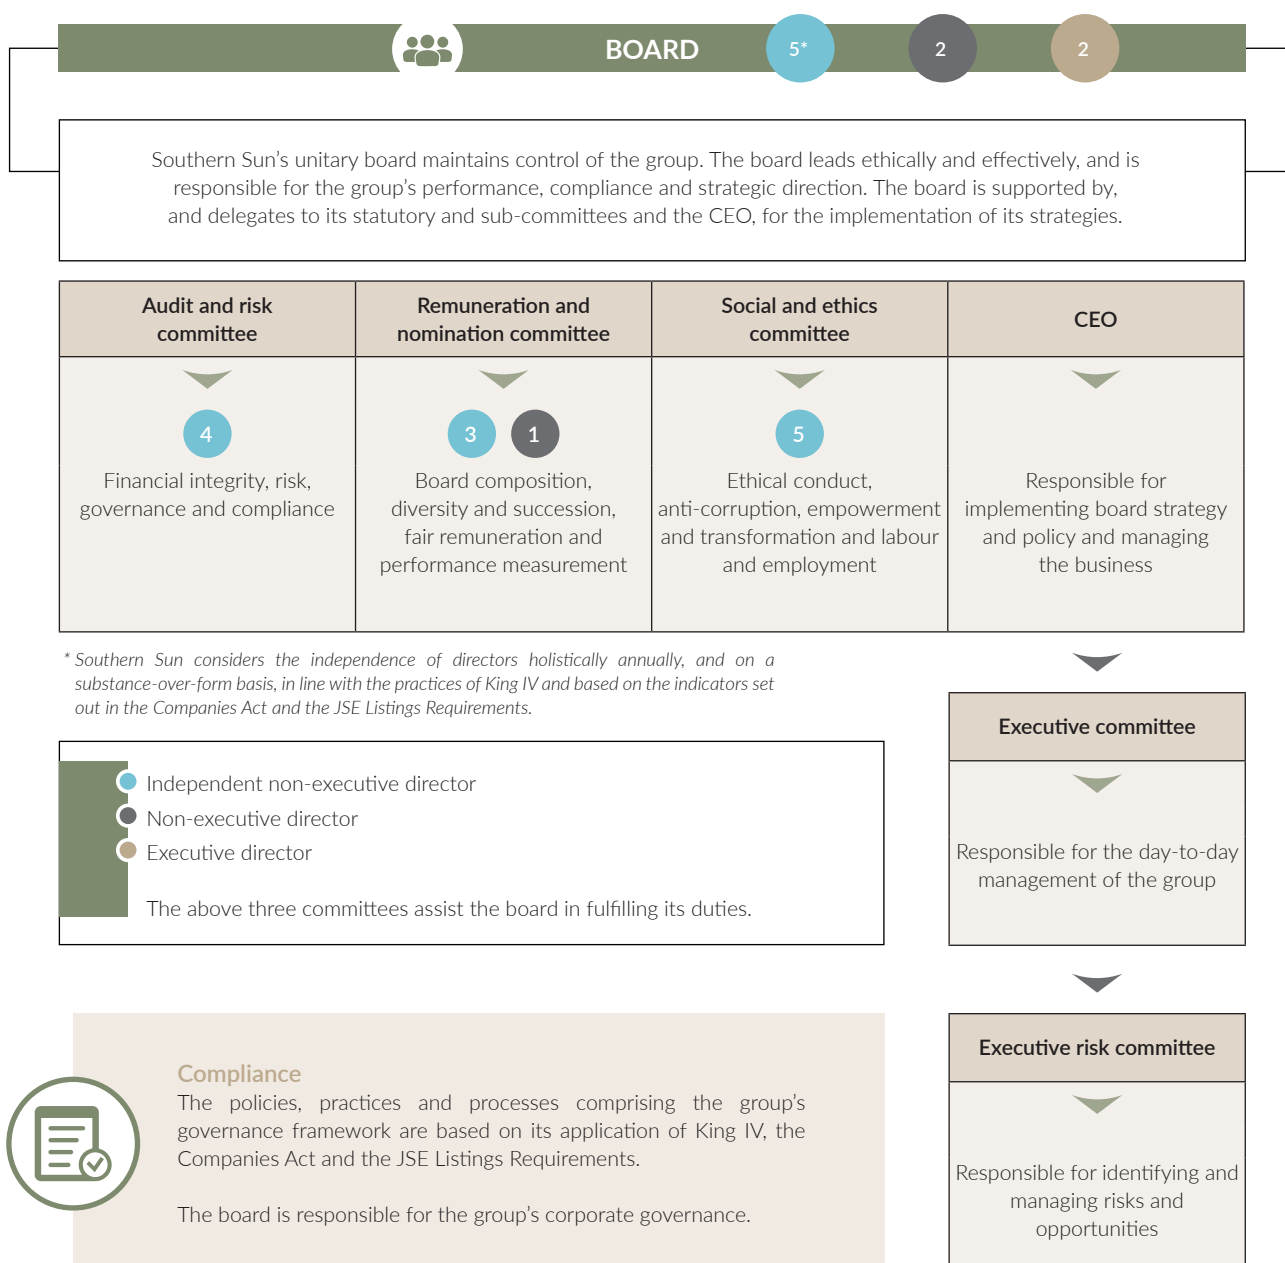 BOARD
5*
2
2
Southern Sun’s unitary board maintains control of the group. The board leads ethically and effectively, and is
responsible for the group’s performance, compliance and strategic direction. The board is supported by,
and delegates to its statutory and sub-committees and the CEO, for the implementation of its strategies.
Audit and risk
committee
4
Financial integrity, risk,
governance and compliance
Remuneration and
nomination committee
3
1
Board composition,
diversity and succession,
fair remuneration and
performance measurement
Social and ethics
committee
5
Ethical conduct,
anti-corruption, empowerment
and transformation and labour
and employment
CEO
Responsible for
implementing board strategy
and policy and managing
the business
* Southern Sun considers the independence of directors holistically annually, and on a
substance-over-form basis, in line with the practices of King IV and based on the indicators set
out in the Companies Act and the JSE Listings Requirements.
Independent non-executive director
Non-executive director
Executive director
The above three committees assist the board in fulfilling its duties.
Executive committee
Responsible for the day-to-day
management of the group
Compliance
The policies, practices and processes comprising the group’s
governance framework are based on its application of King IV, the
Companies Act and the JSE Listings Requirements.
The board is responsible for the group’s corporate governance.
Executive risk committee
Responsible for identifying and
managing risks and
opportunities